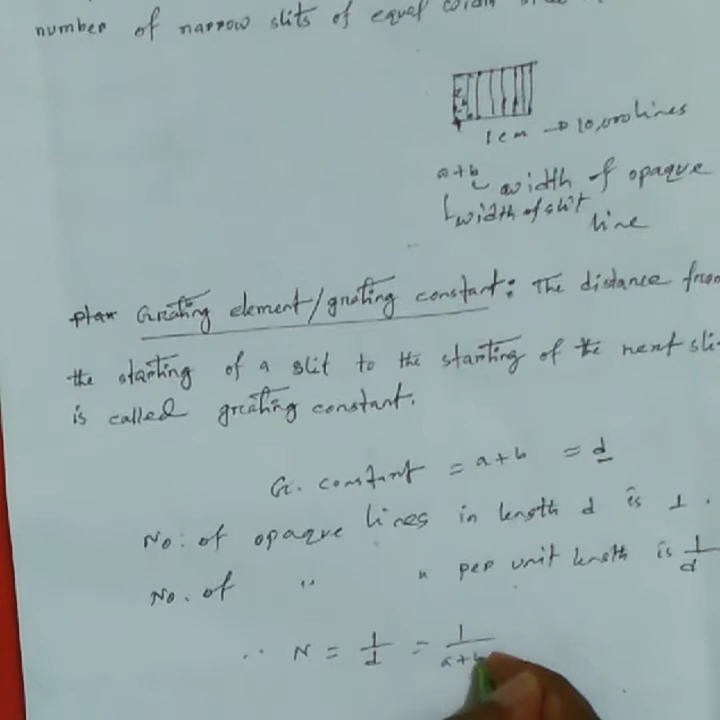 number of narrow slits of equal width
1 cm → 10,000 lines
a+b
width of opaque
width of slit
line
Grating element/grating constant: The distance from
the starting of a slit to the starting of the next sli
is called grating constant.
G. constant = a+b = d
No: of opaque lines in length d is 1.
No. of " " per unit length is 1/d
∴ N = 1/d = 1/a+b